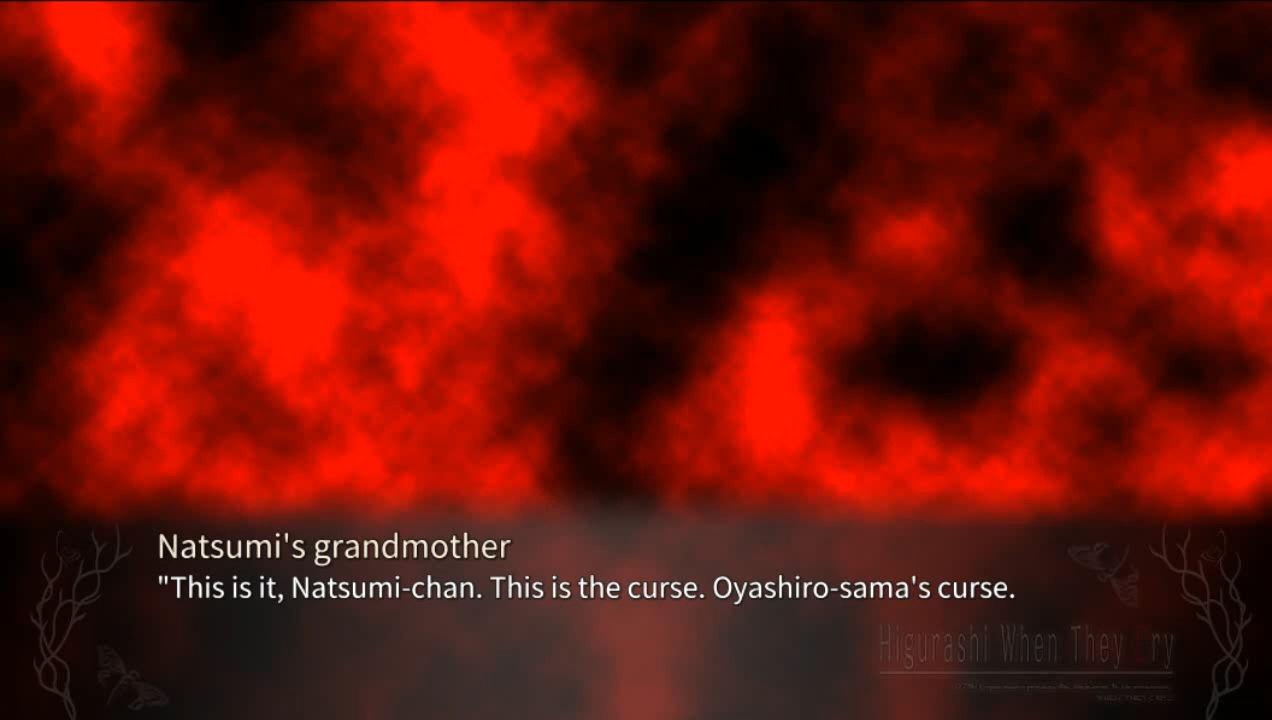 Natsumi's grandmother
"This is it, Natsumi-chan. This is the curse. Oyashiro-sama's curse.
Higurashi When They Cry